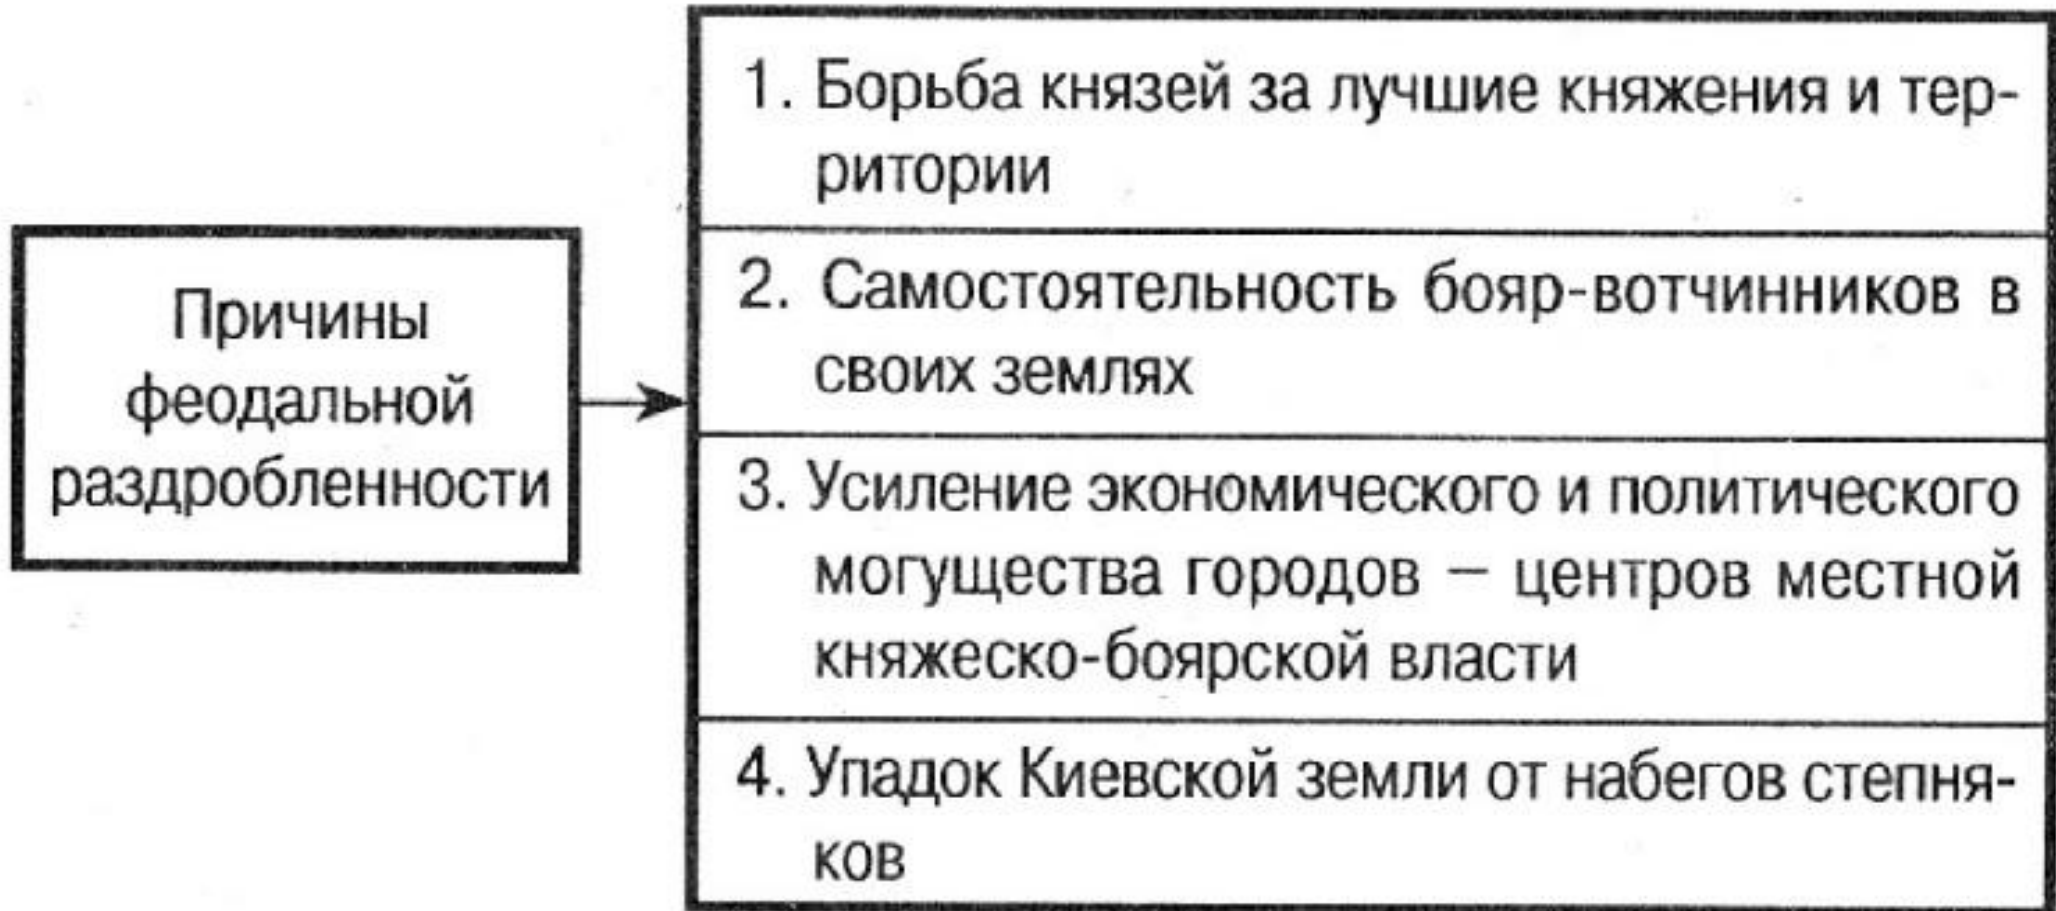 Причины
феодальной
раздробленности
1. Борьба князей за лучшие княжения и тер-
ритории
2. Самостоятельность бояр-вотчинников в
своих землях
3. Усиление экономического и политического
могущества городов — центров местной
княжеско-боярской власти
4. Упадок Киевской земли от набегов степня-
ков